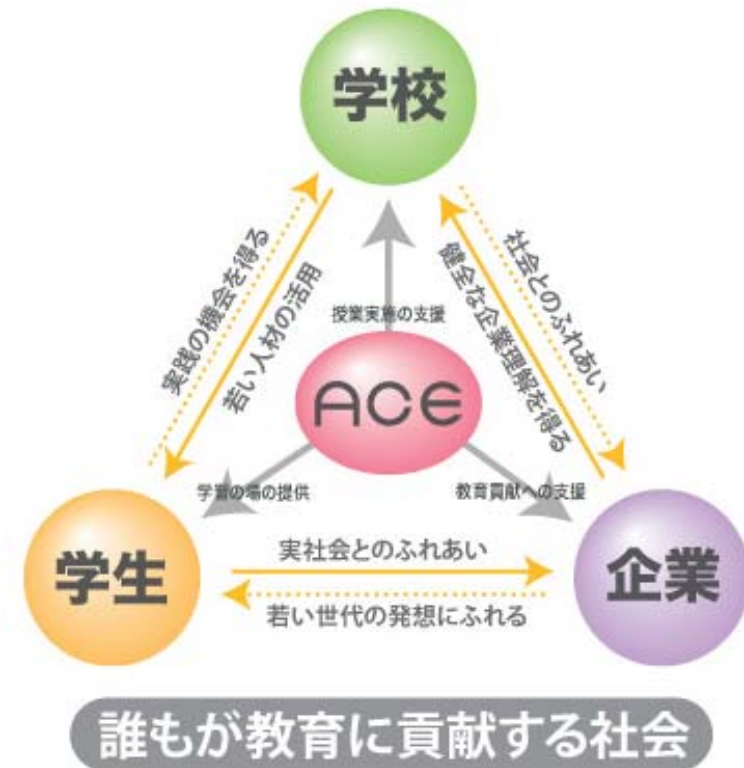 学校
実践の機会を得る
若い人材の活用
社会とのふれあい
健全な企業理解を得る
授業実施の支援
ACE
学習の場の提供
教育貢献への支援
学生
実社会とのふれあい
若い世代の発想にふれる
企業
誰もが教育に貢献する社会